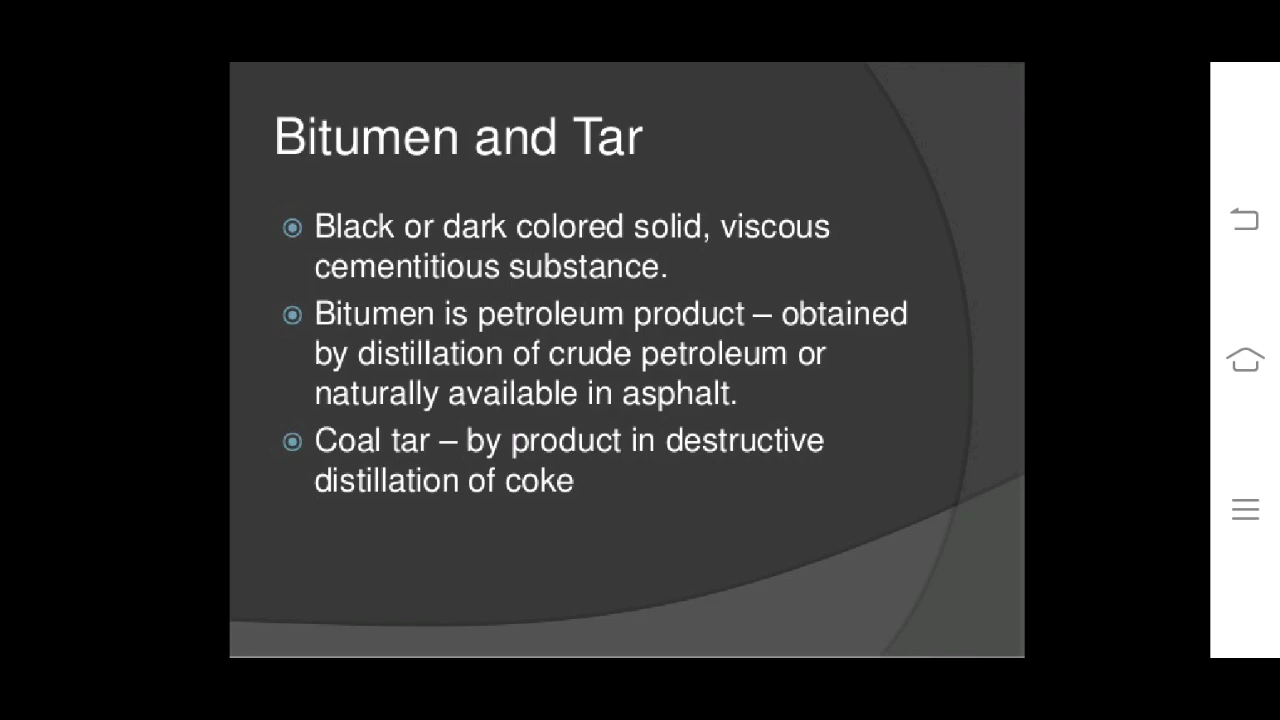 Bitumen and Tar
Black or dark colored solid, viscous
cementitious substance.
Bitumen is petroleum product – obtained
by distillation of crude petroleum or
naturally available in asphalt.
Coal tar – by product in destructive
distillation of coke